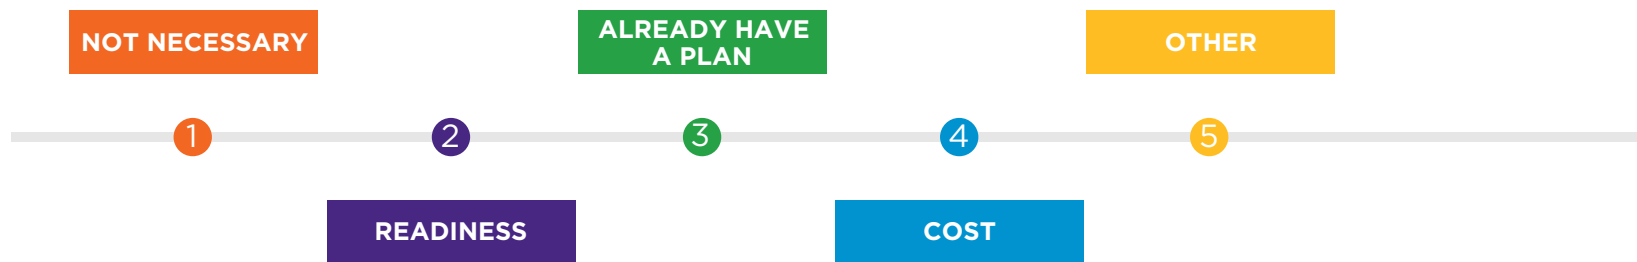 NOT NECESSARY
ALREADY HAVE
A PLAN
OTHER
1
2
3
4
5
READINESS
COST